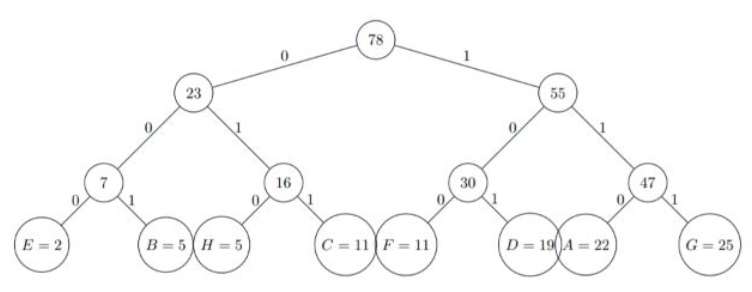 78
0 1
23 55
0 1 0 1
7 16 30 47
0 1 0 1 0 1 0 1
E = 2 B = 5 H = 5 C = 11 F = 11 D = 19 A = 22 G = 25